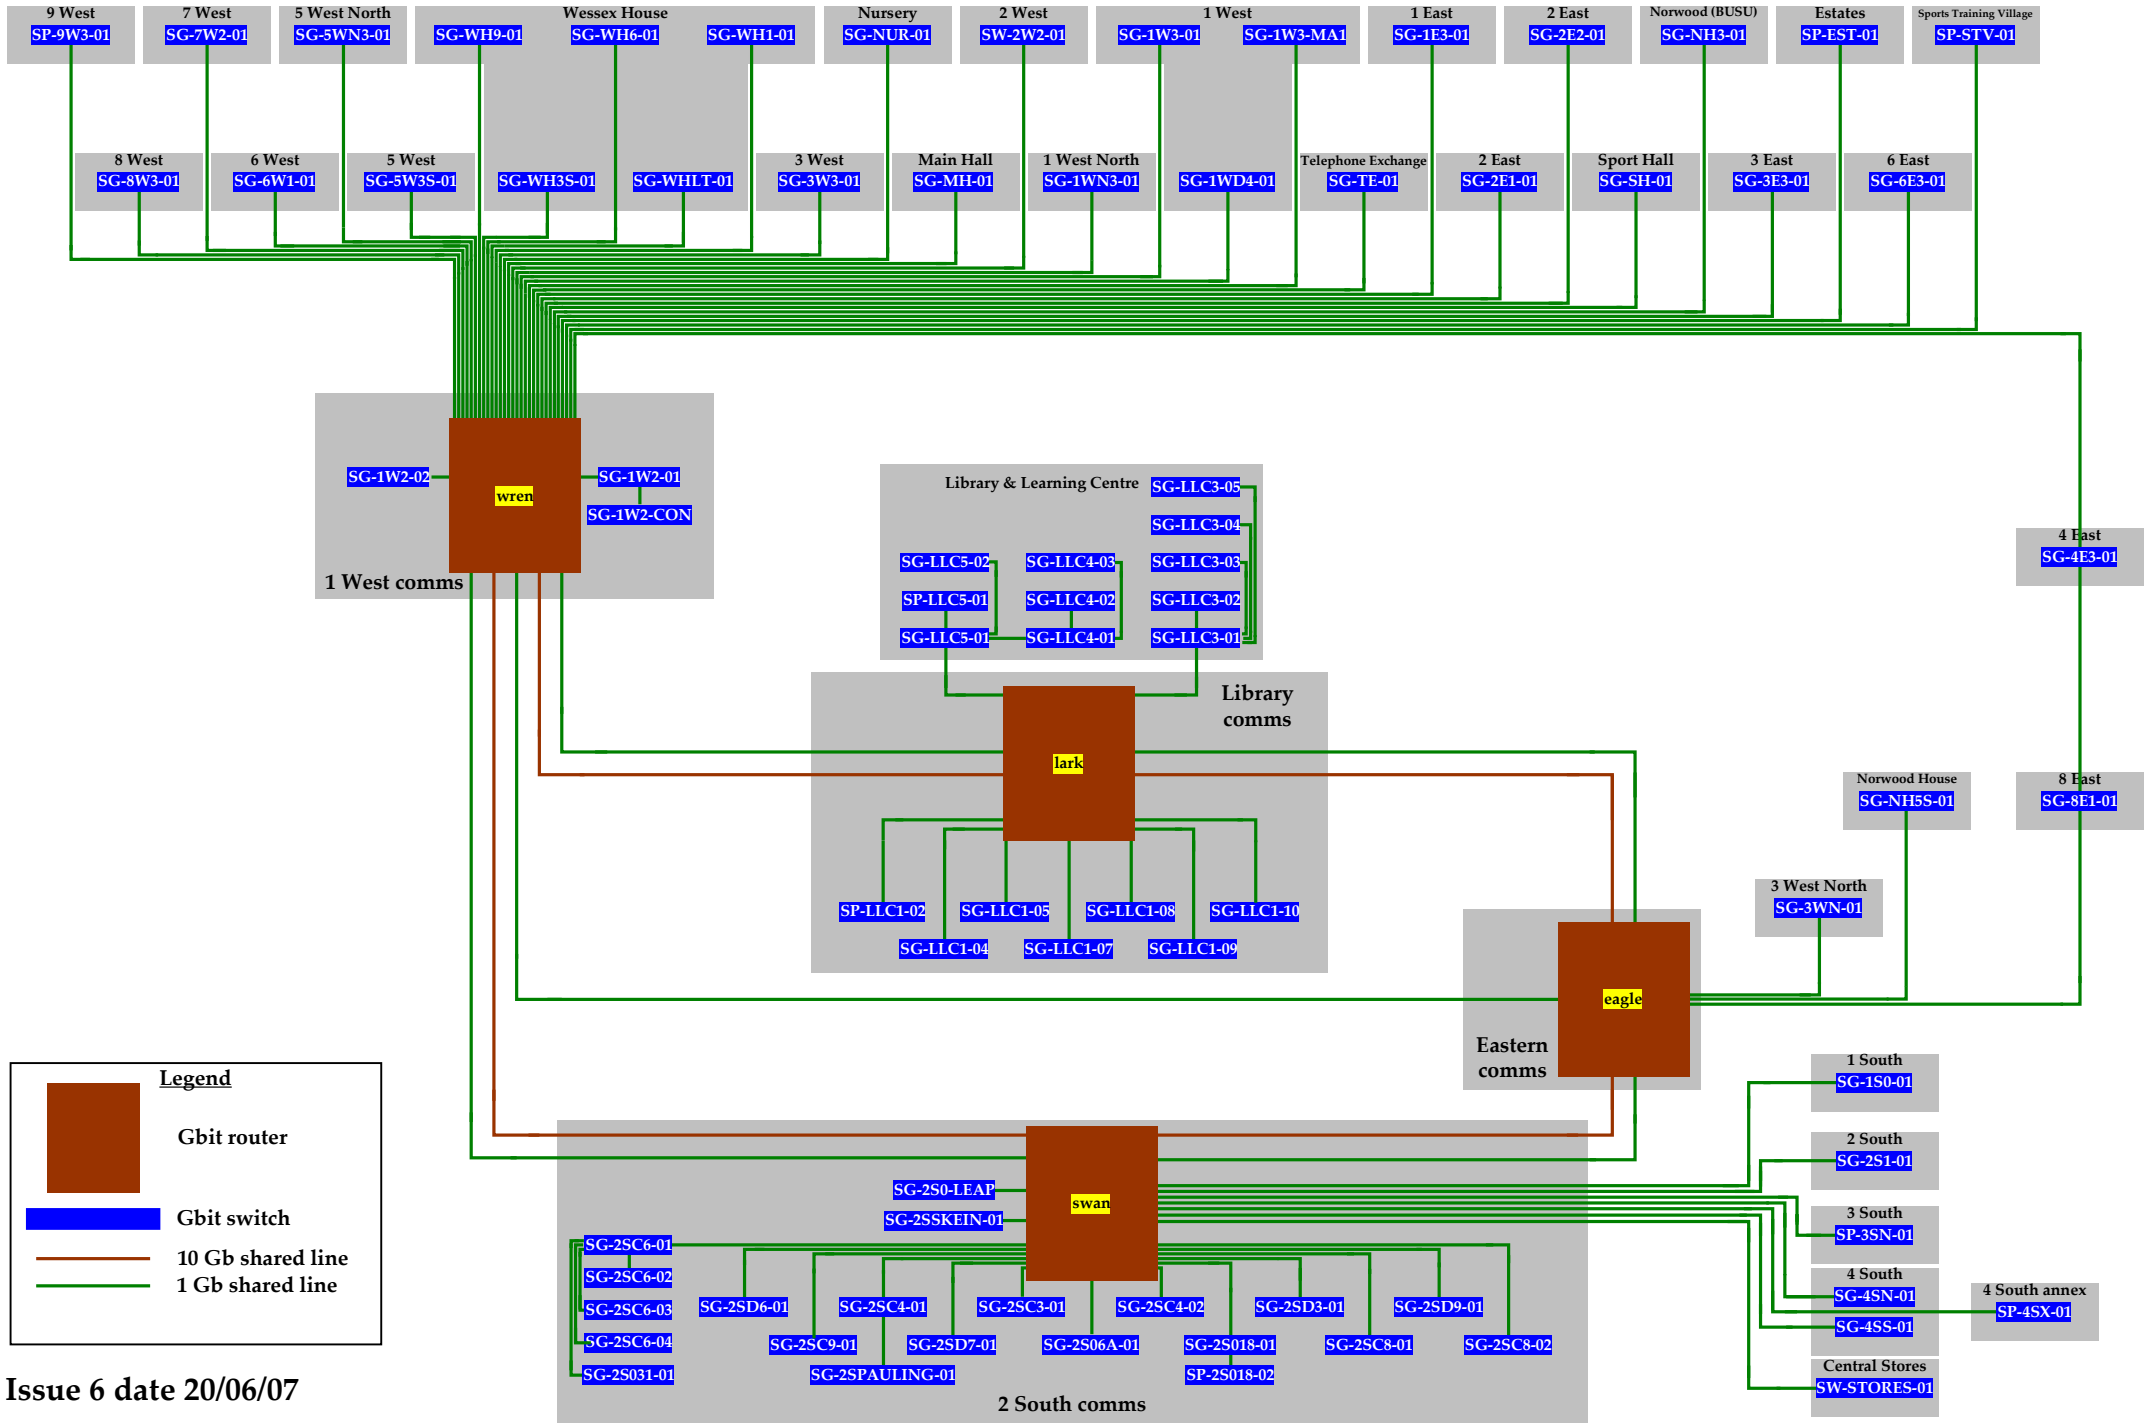 9 West
SP-9W3-01
7 West
SG-7W2-01
5 West North
SG-5WN3-01
Wessex House
SG-WH9-01
SG-WH6-01
SG-WH1-01
Nursery
SG-NUR-01
2 West
SW-2W2-01
1 West
SG-1W3-01
SG-1W3-MA1
1 East
SG-1E3-01
2 East
SG-2E2-01
Norwood (BUSU)
SG-NH3-01
Estates
SP-EST-01
Sports Training Village
SP-STV-01
8 West
SG-8W3-01
6 West
SG-6W1-01
5 West
SG-5W3S-01
SG-WH3S-01
SG-WHLT-01
3 West
SG-3W3-01
Main Hall
SG-MH-01
1 West North
SG-1WN3-01
SG-1WD4-01
Telephone Exchange
SG-TE-01
2 East
SG-2E1-01
Sport Hall
SG-SH-01
3 East
SG-3E3-01
6 East
SG-6E3-01
SG-1W2-02
wren
SG-1W2-01
SG-1W2-CON
1 West comms
Library & Learning Centre
SG-LLC3-05
SG-LLC3-04
SG-LLC5-02
SG-LLC4-03
SG-LLC3-03
SP-LLC5-01
SG-LLC4-02
SG-LLC3-02
SG-LLC5-01
SG-LLC4-01
SG-LLC3-01
4 East
SG-4E3-01
Library
comms
lark
SP-LLC1-02
SG-LLC1-05
SG-LLC1-08
SG-LLC1-10
SG-LLC1-04
SG-LLC1-07
SG-LLC1-09
Norwood House
SG-NH5S-01
8 East
SG-8E1-01
3 West North
SG-3WN-01
eagle
Eastern
comms
Legend
Gbit router
Gbit switch
10 Gb shared line
1 Gb shared line
1 South
SG-1S0-01
2 South
SG-2S1-01
3 South
SP-3SN-01
4 South
SG-4SN-01
SG-4SS-01
4 South annex
SP-4SX-01
Central Stores
SW-STORES-01
swan
SG-2S0-LEAP
SG-2SSKEIN-01
SG-2SC6-01
SG-2SC6-02
SG-2SC6-03
SG-2SC6-04
SG-2S031-01
SG-2SD6-01
SG-2SC4-01
SG-2SC3-01
SG-2SC4-02
SG-2SD3-01
SG-2SD9-01
SG-2SC9-01
SG-2SD7-01
SG-2S06A-01
SG-2S018-01
SG-2SC8-01
SG-2SC8-02
SG-2SPAULING-01
SP-2S018-02
2 South comms
Issue 6 date 20/06/07